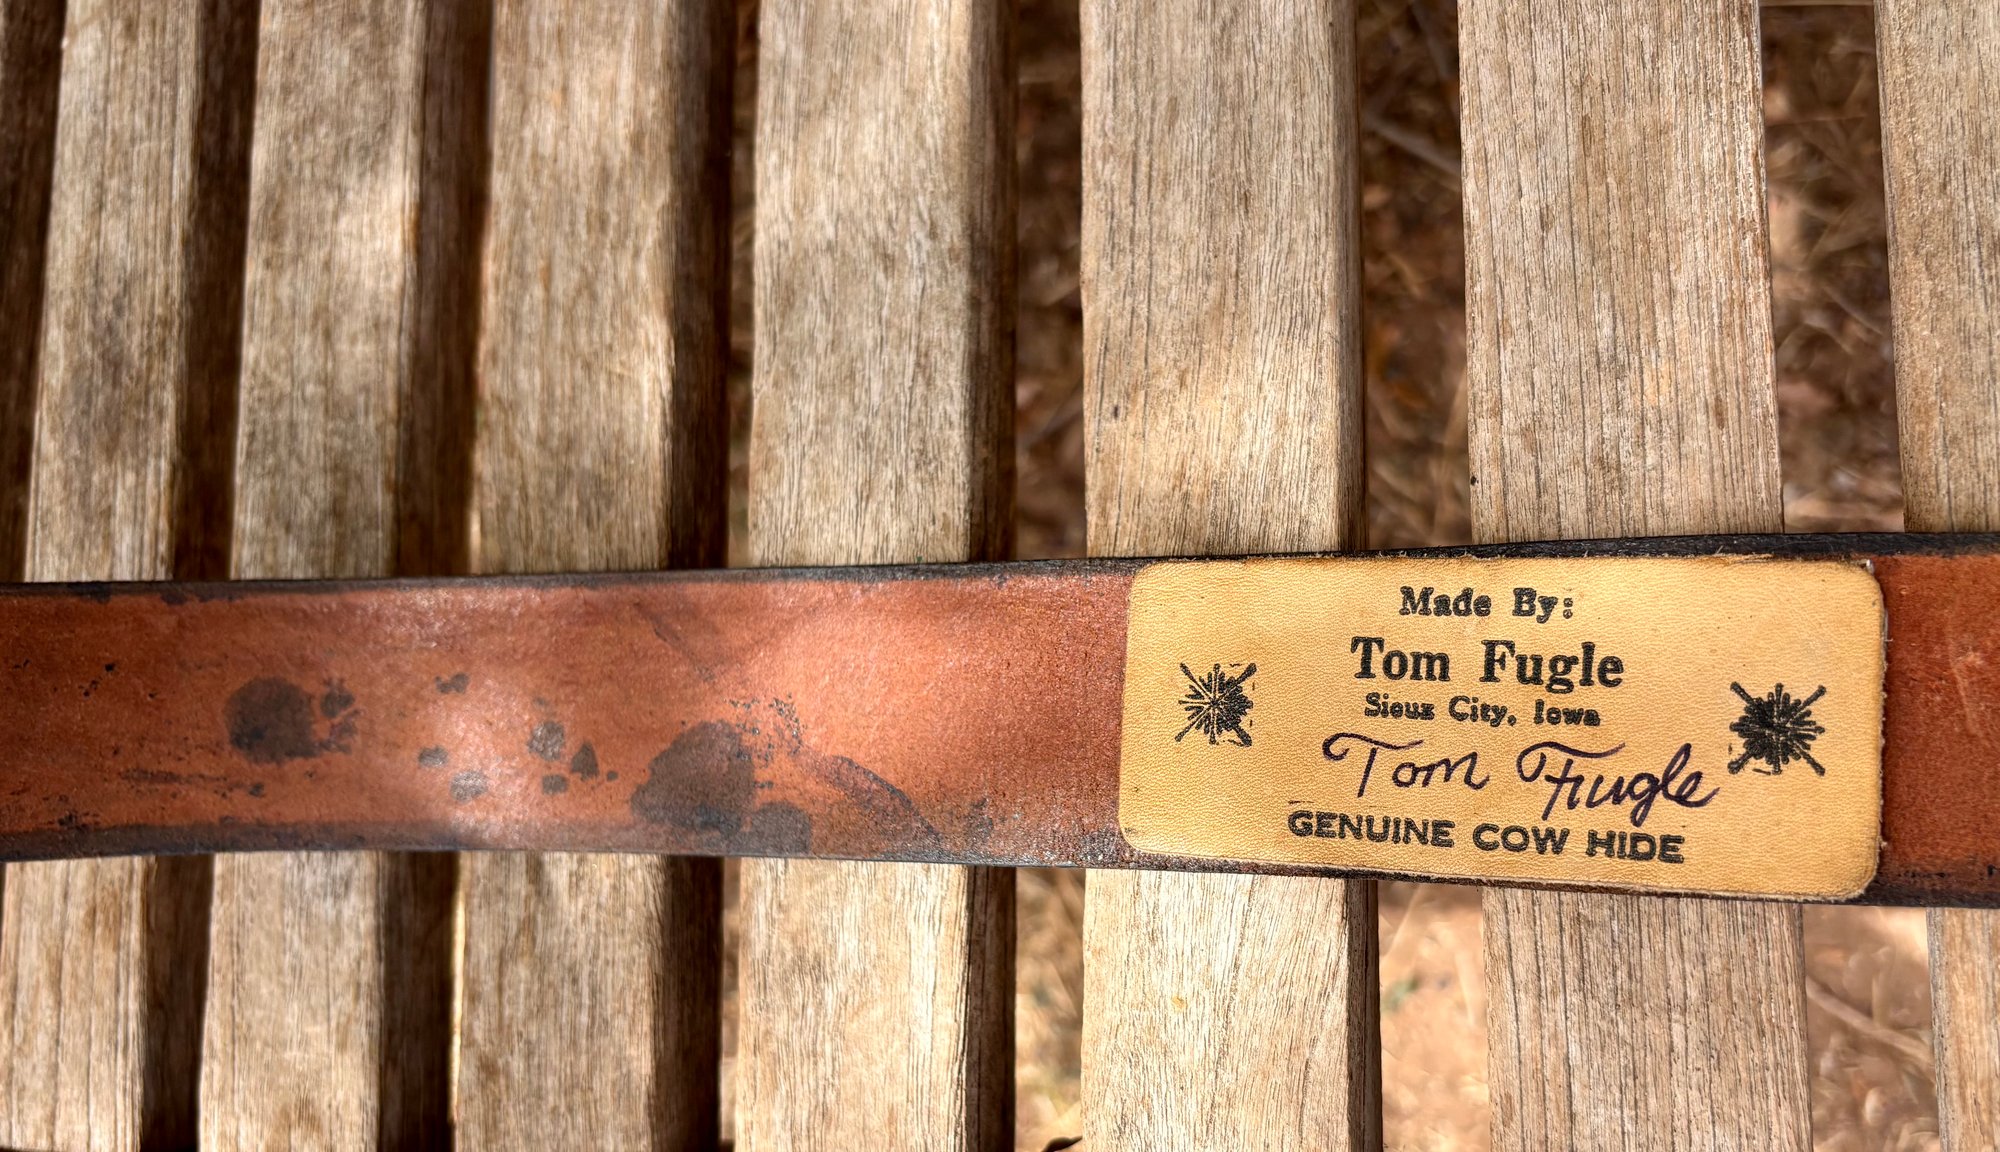 Made By:
Tom Fugle
Sioux City, Iowa
Tom Fugle
GENUINE COW HIDE